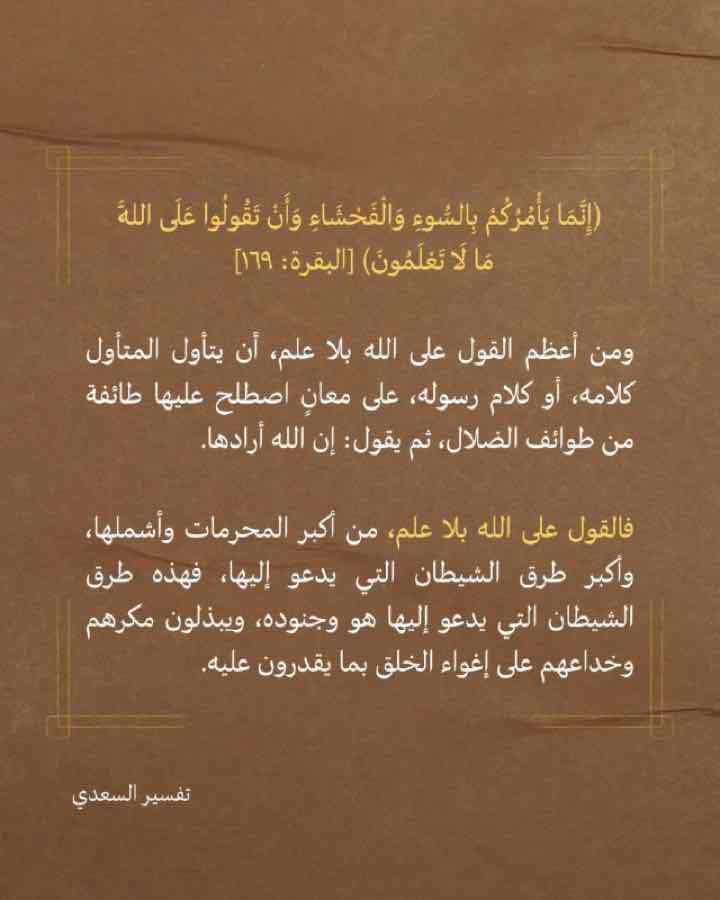 (إِنَّمَا يَأْمُرُكُمْ بِالسُّوءِ وَالْفَحْشَاءِ وَأَنْ تَقُولُوا عَلَى اللهَّ
مَا لَا تَعْلَمُونَ) [البقرة: ١٦٩]
ومن أعظم القول على الله بلا علم، أن يتأول المتأول
كلامه، أو كلام رسوله، على معانٍ اصطلح عليها طائفة
من طوائف الضلال، ثم يقول: إن الله أرادها.
فالقول على الله بلا علم، من أكبر المحرمات وأشملها،
وأكبر طرق الشيطان التي يدعو إليها، فهذه طرق
الشيطان التي يدعو إليها هو وجنوده، ويبذلون مكرهم
وخداعهم على إغواء الخلق بما يقدرون عليه.
تفسير السعدي